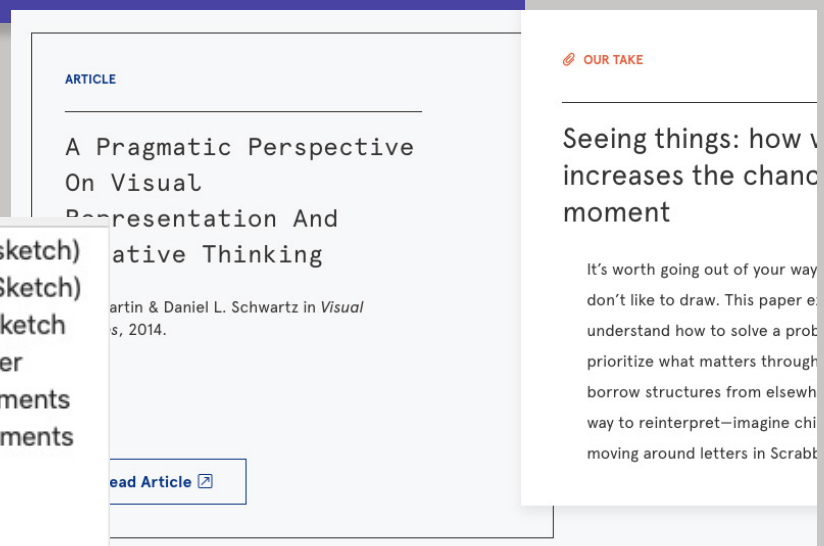 ARTICLE
A Pragmatic Perspective
On Visual
Representation And
ative Thinking
artin & Daniel L. Schwartz in Visual
s, 2014.
ead Article
OUR TAKE
Seeing things: how
increases the chanc
moment
It's worth going out of your way
don't like to draw. This paper
understand how to solve a prob
prioritize what matters through
borrow structures from elsewh
way to reinterpret—imagine chi
moving around letters in Scrabb
sketch)
Sketch)
ketch
er
ments
ments